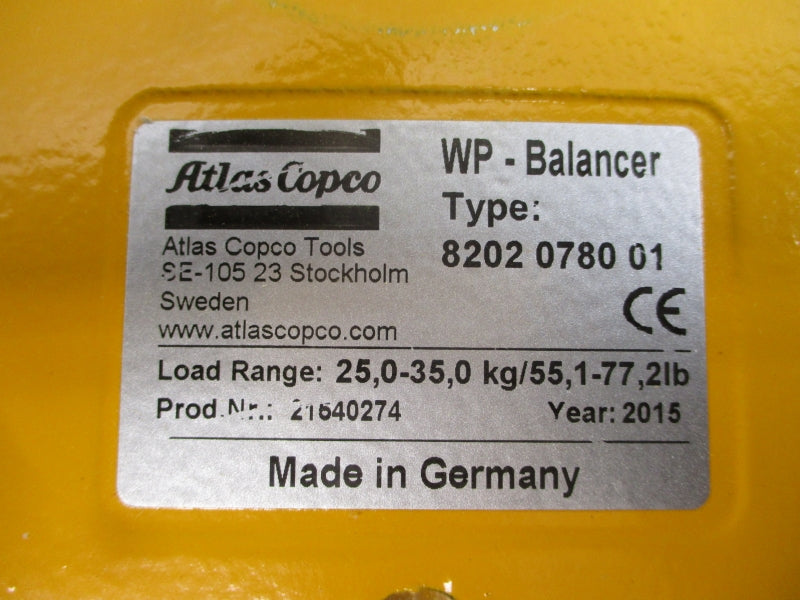 Atlas Copco
WP - Balancer
Type:
8202 0780 01
Atlas Copco Tools
SE-105 23 Stockholm
Sweden
www.atlascopco.com
CE
Load Range: 25,0-35,0 kg/55,1-77,2lb
Prod.Nr.: 21640274
Year: 2015
Made in Germany